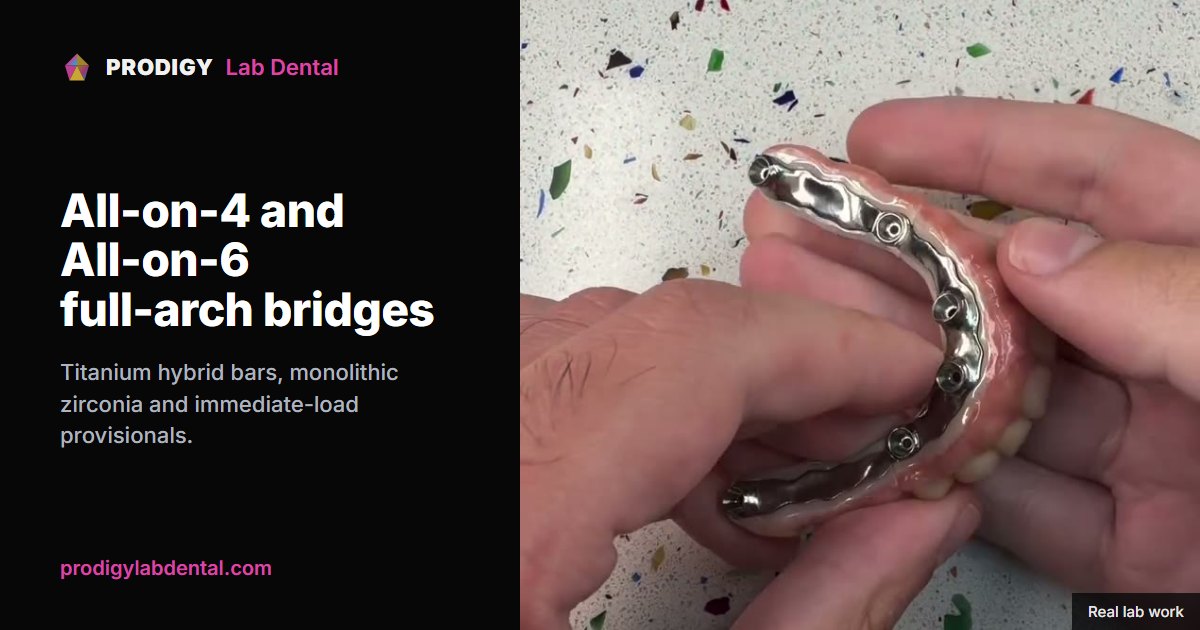 PRODIGY Lab Dental
All-on-4 and
All-on-6
full-arch bridges
Titanium hybrid bars, monolithic
zirconia and immediate-load
provisionals.
prodigylabdental.com
Real lab work